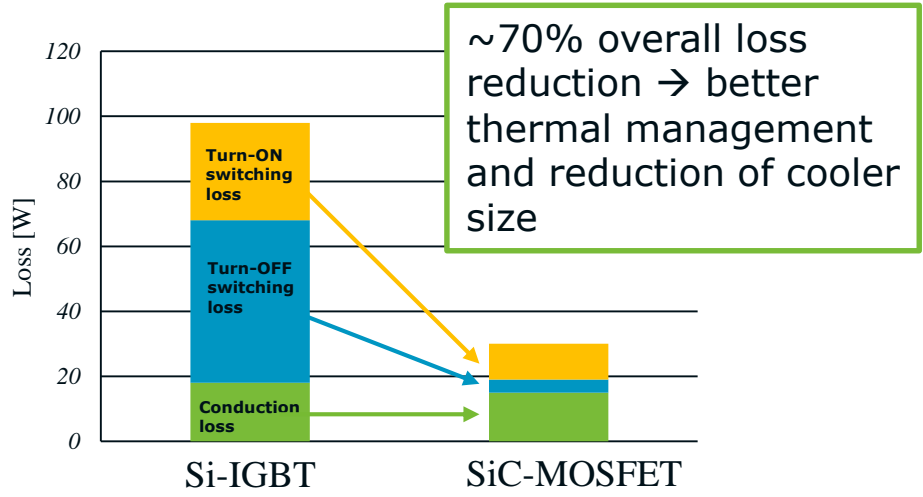 ~70% overall loss
reduction → better
thermal management
and reduction of cooler
size
120
100
80
60
40
20
0
Loss [W]
Turn-ON
switching
loss
Turn-OFF
switching
loss
Conduction
loss
Si-IGBT
SiC-MOSFET